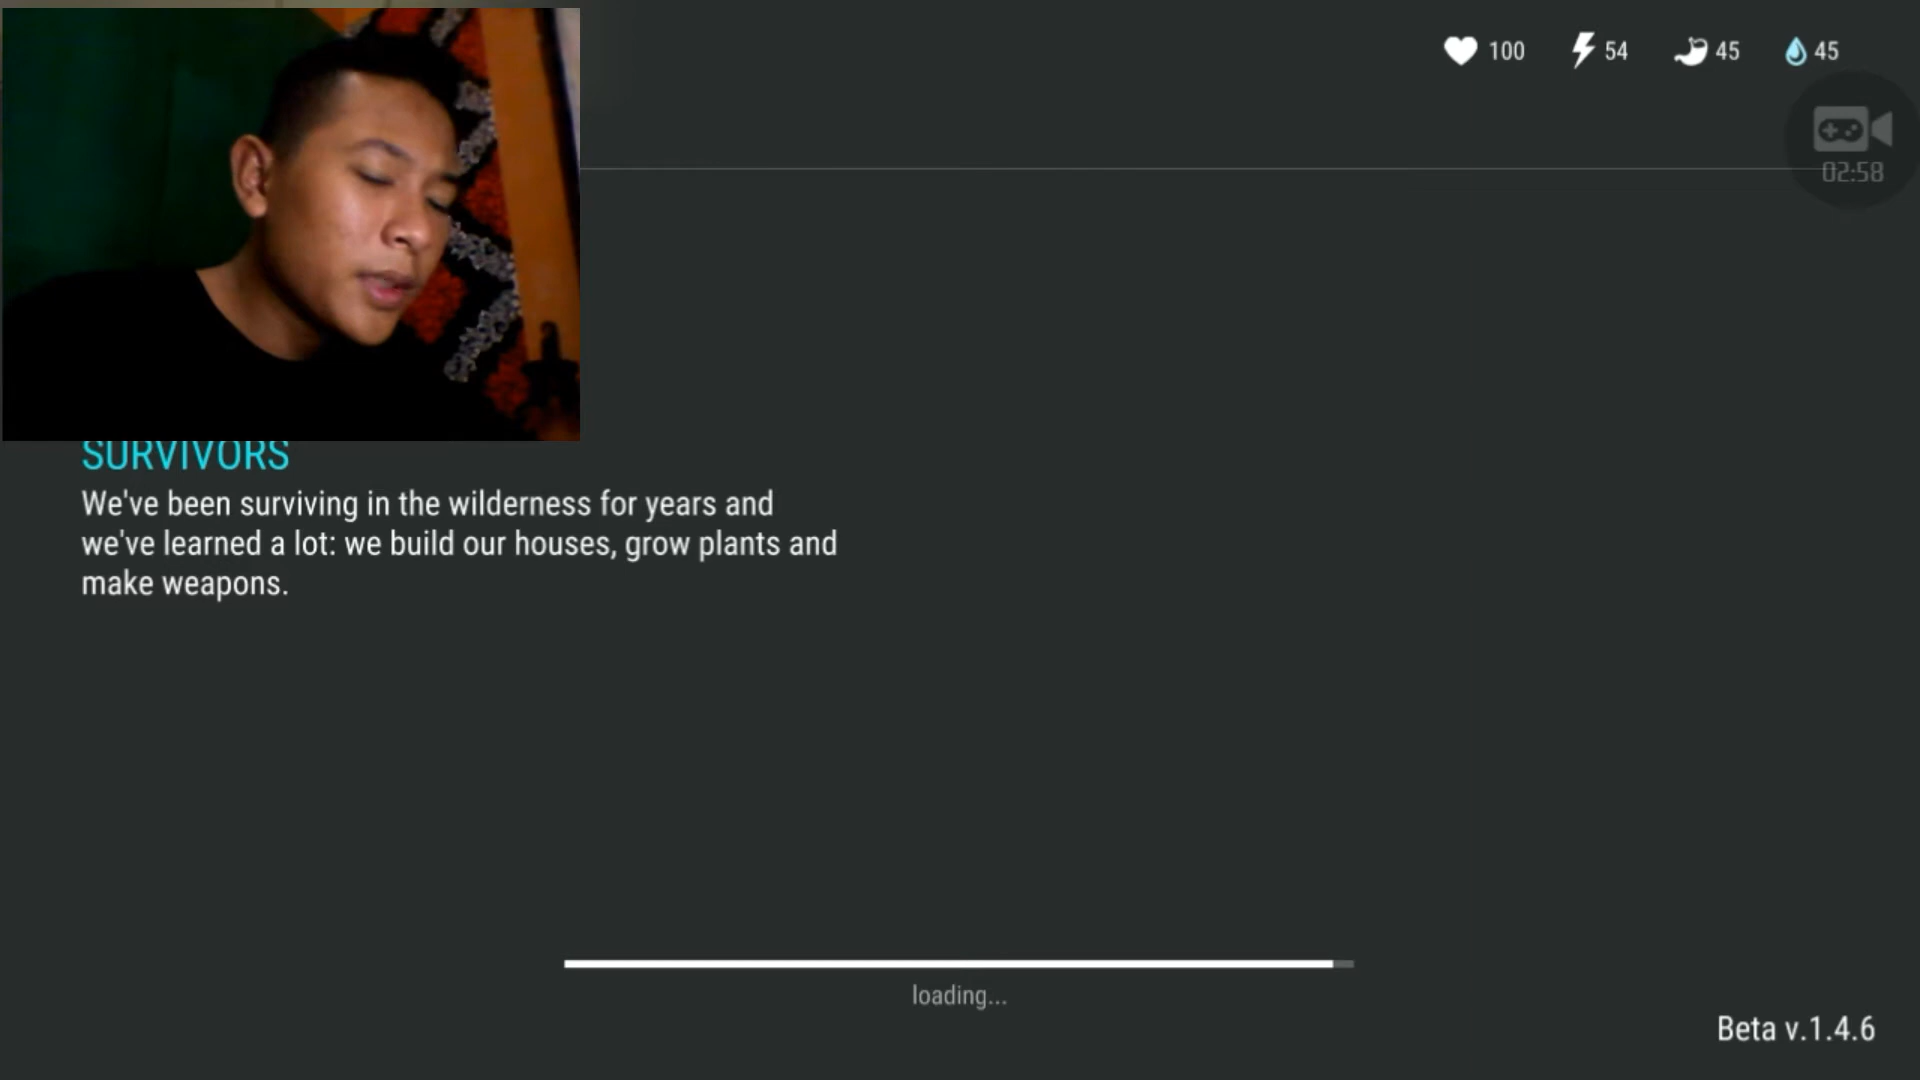 100 54 45 45
02:58
SURVIVORS
We've been surviving in the wilderness for years and
we've learned a lot: we build our houses, grow plants and
make weapons.
loading...
Beta v.1.4.6